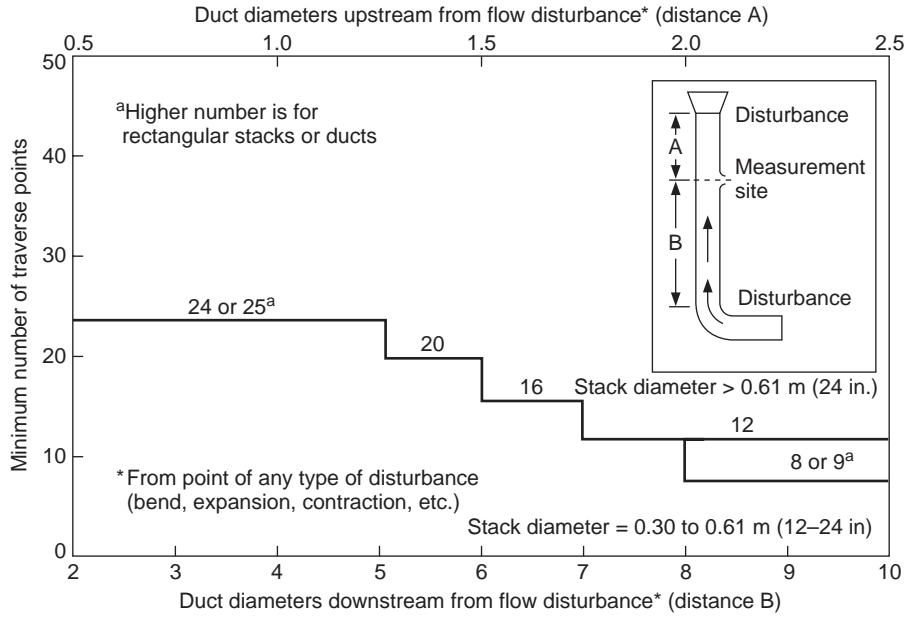 Duct diameters upstream from flow disturbance* (distance A)
0.5 1.0 1.5 2.0 2.5
50
40
30
20
10
0
Minimum number of traverse points
aHigher number is for
rectangular stacks or ducts
Disturbance
A
Measurement
site
B
Disturbance
24 or 25a
20
16
Stack diameter > 0.61 m (24 in.)
12
8 or 9a
*From point of any type of disturbance
(bend, expansion, contraction, etc.)
Stack diameter = 0.30 to 0.61 m (12–24 in)
2 3 4 5 6 7 8 9 10
Duct diameters downstream from flow disturbance* (distance B)